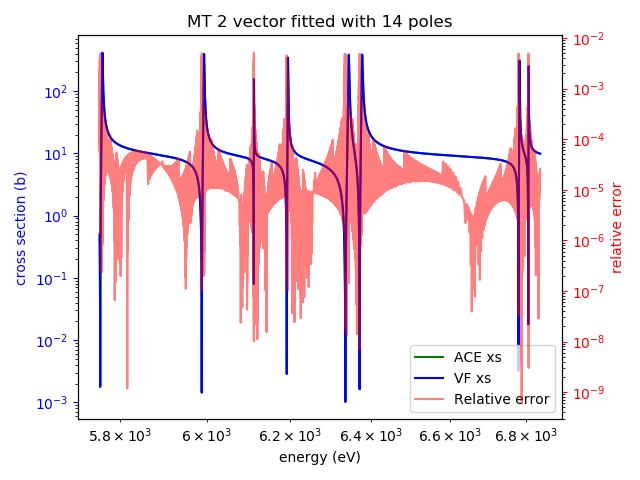 MT 2 vector fitted with 14 poles
cross section (b)
10²
10¹
10⁰
10⁻¹
10⁻²
10⁻³
10⁻²
10⁻³
10⁻⁴
10⁻⁵
10⁻⁶
10⁻⁷
10⁻⁸
10⁻⁹
relative error
ACE xs
VF xs
Relative error
5.8 × 10³ 6 × 10³ 6.2 × 10³ 6.4 × 10³ 6.6 × 10³ 6.8 × 10³
energy (eV)